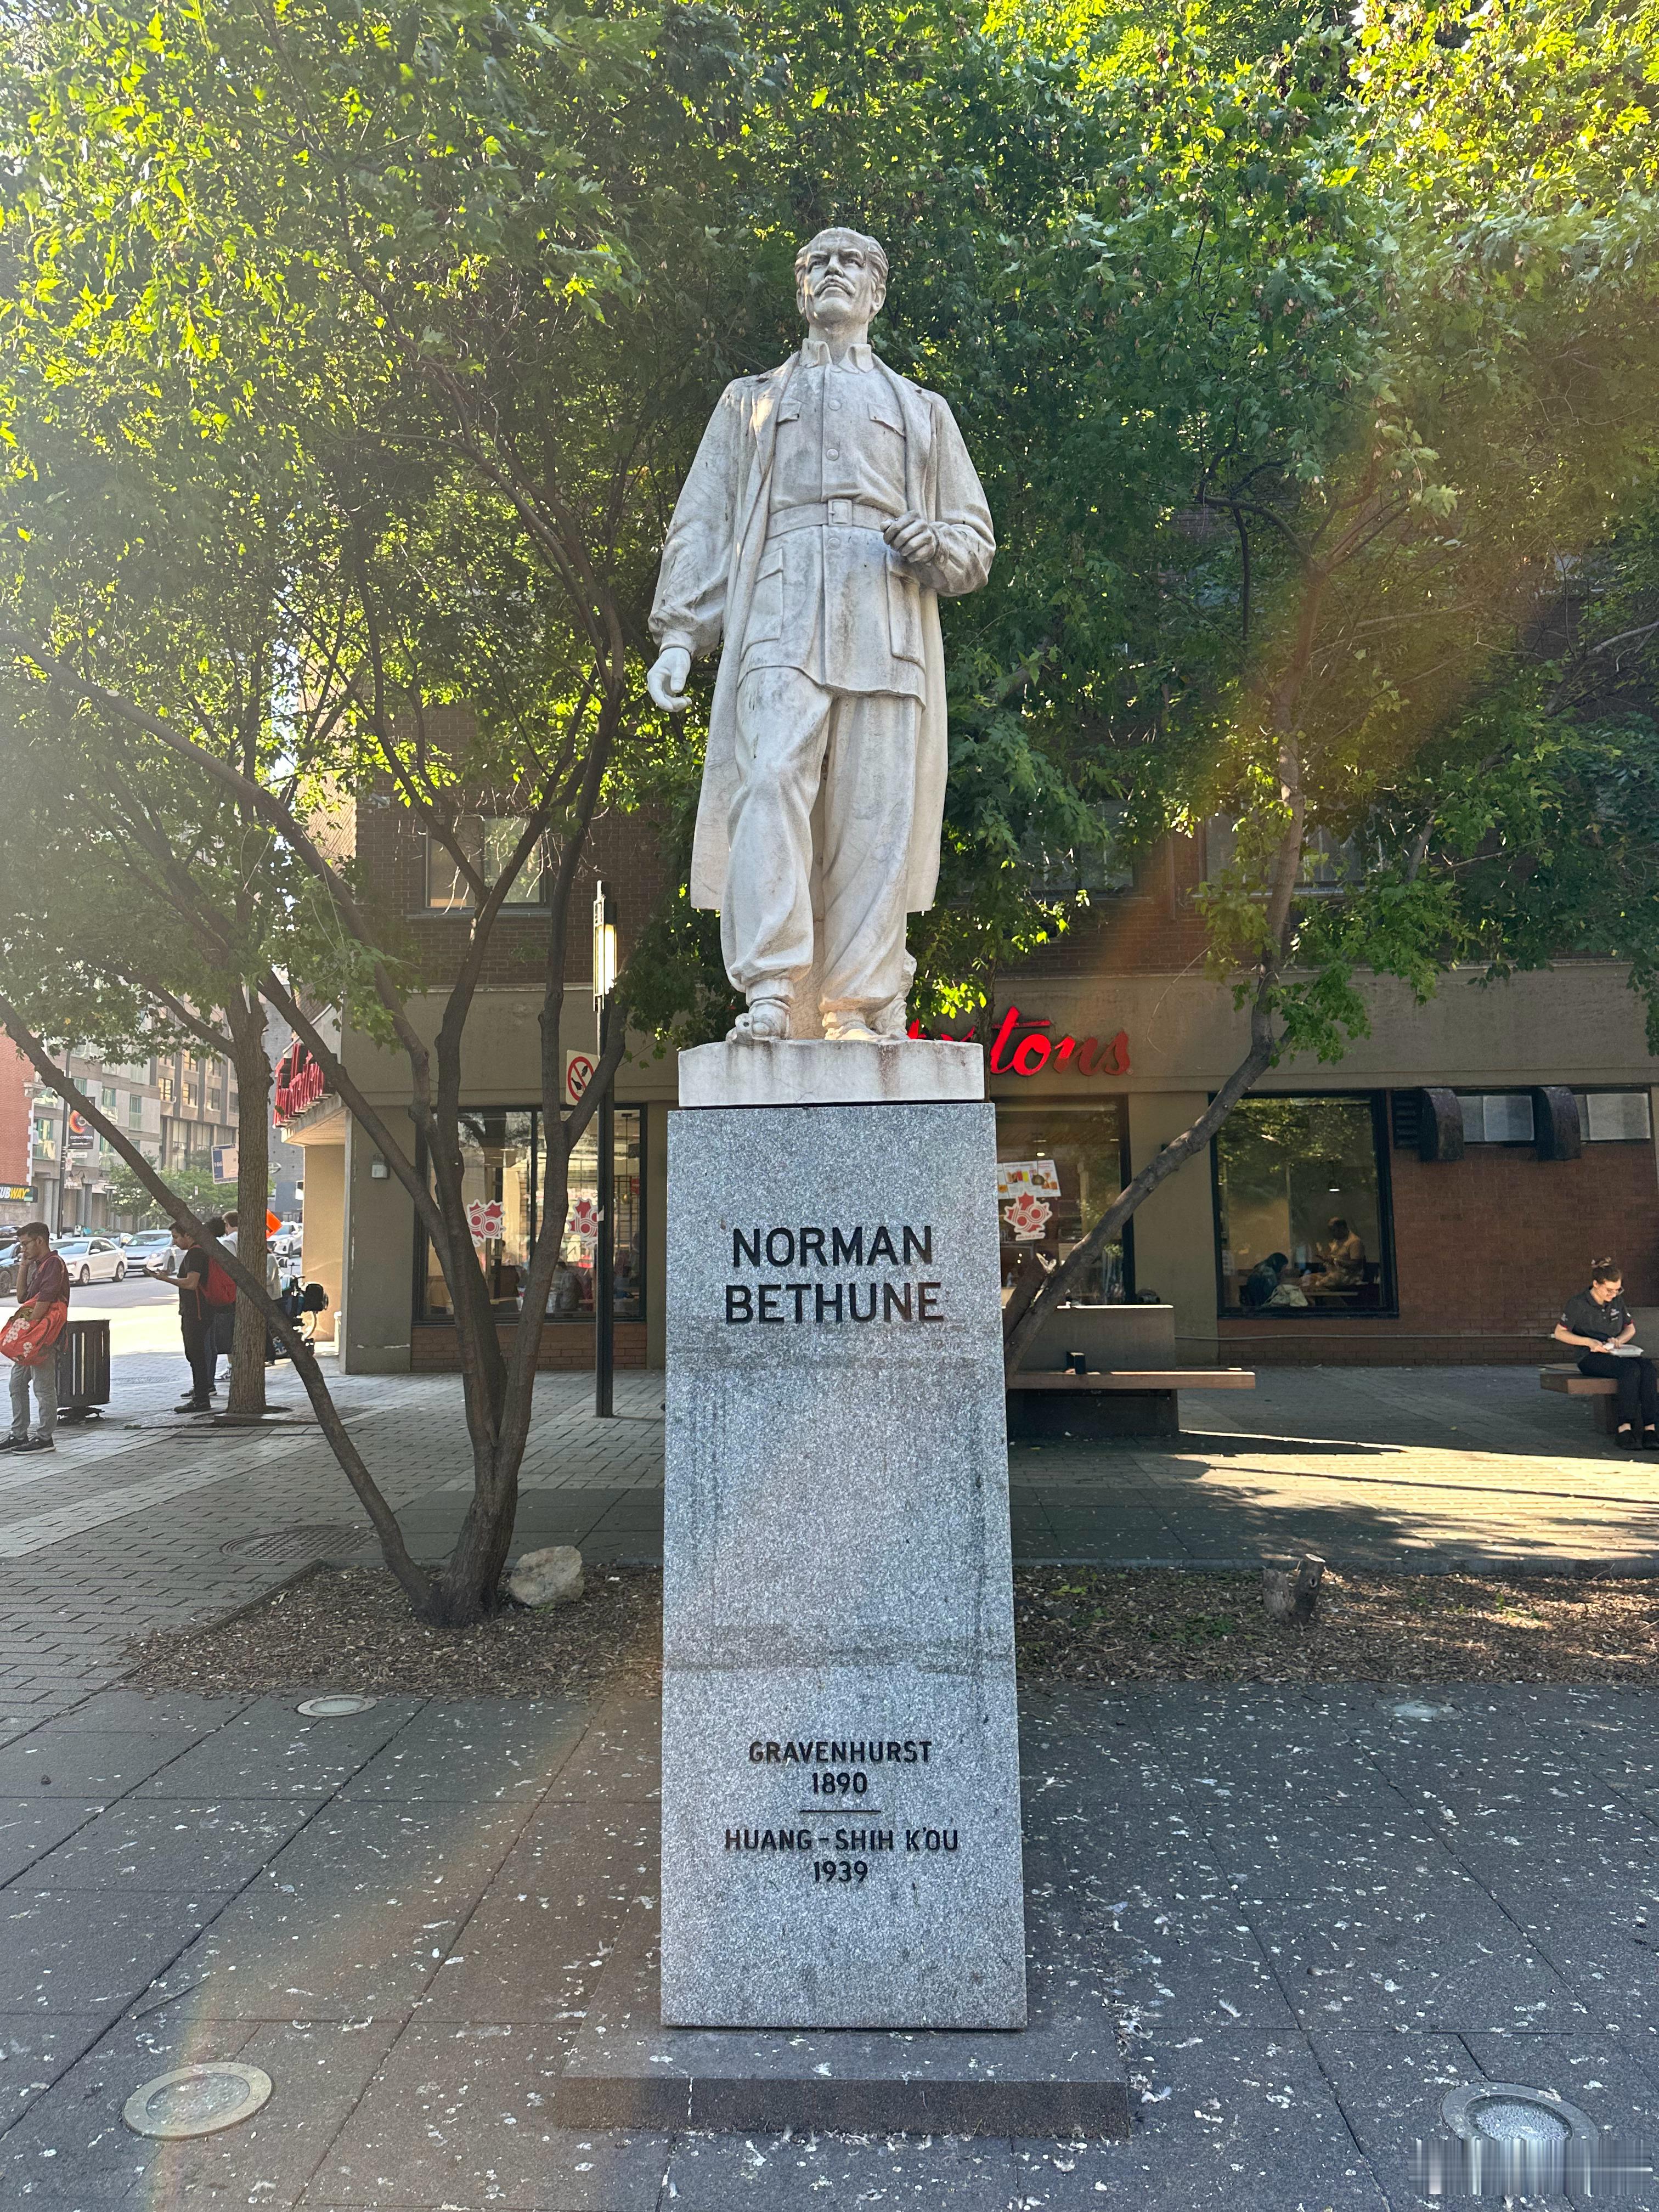 NORMAN
BETHUNE
GRAVENHURST
1890
HUANG-SHIH K'OU
1939